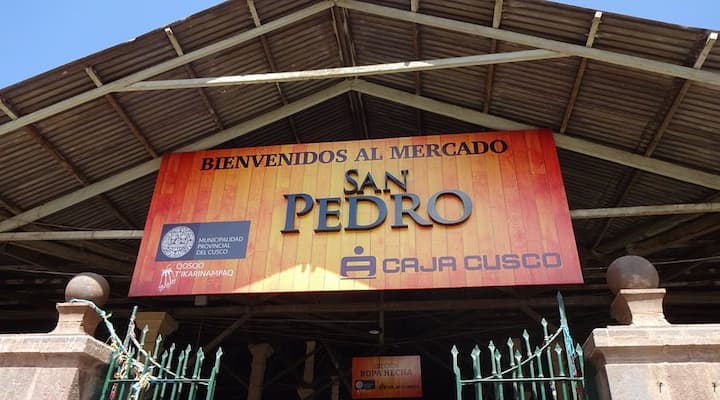 BIENVENIDOS AL MERCADO
SAN
PEDRO
MUNICIPALIDAD
PROVINCIAL
DEL CUSCO
QOSQO
T'IKARINAMPAQ
CAJA CUSCO
ROPA HECHA